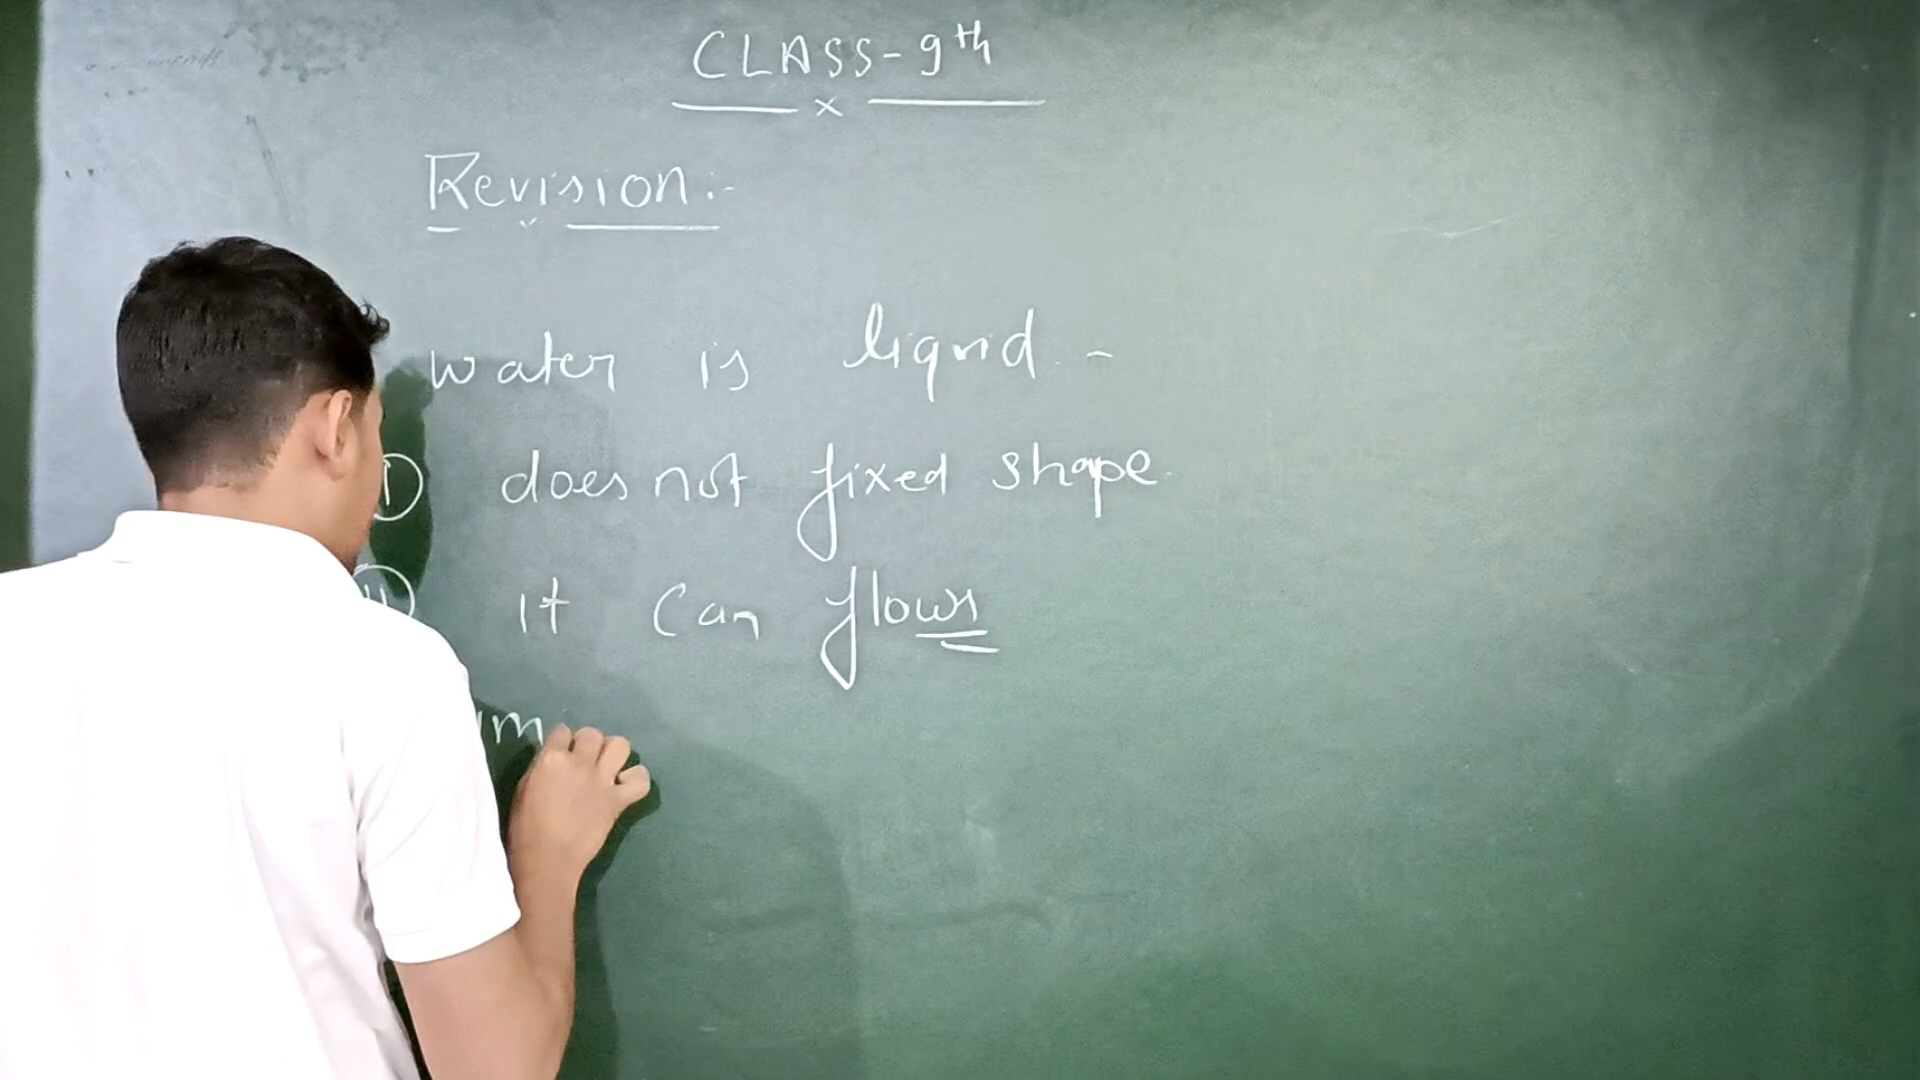 CLASS-9th
x
Revision:-
water is liquid -
(i) does not fixed shape.
(ii) it can flows